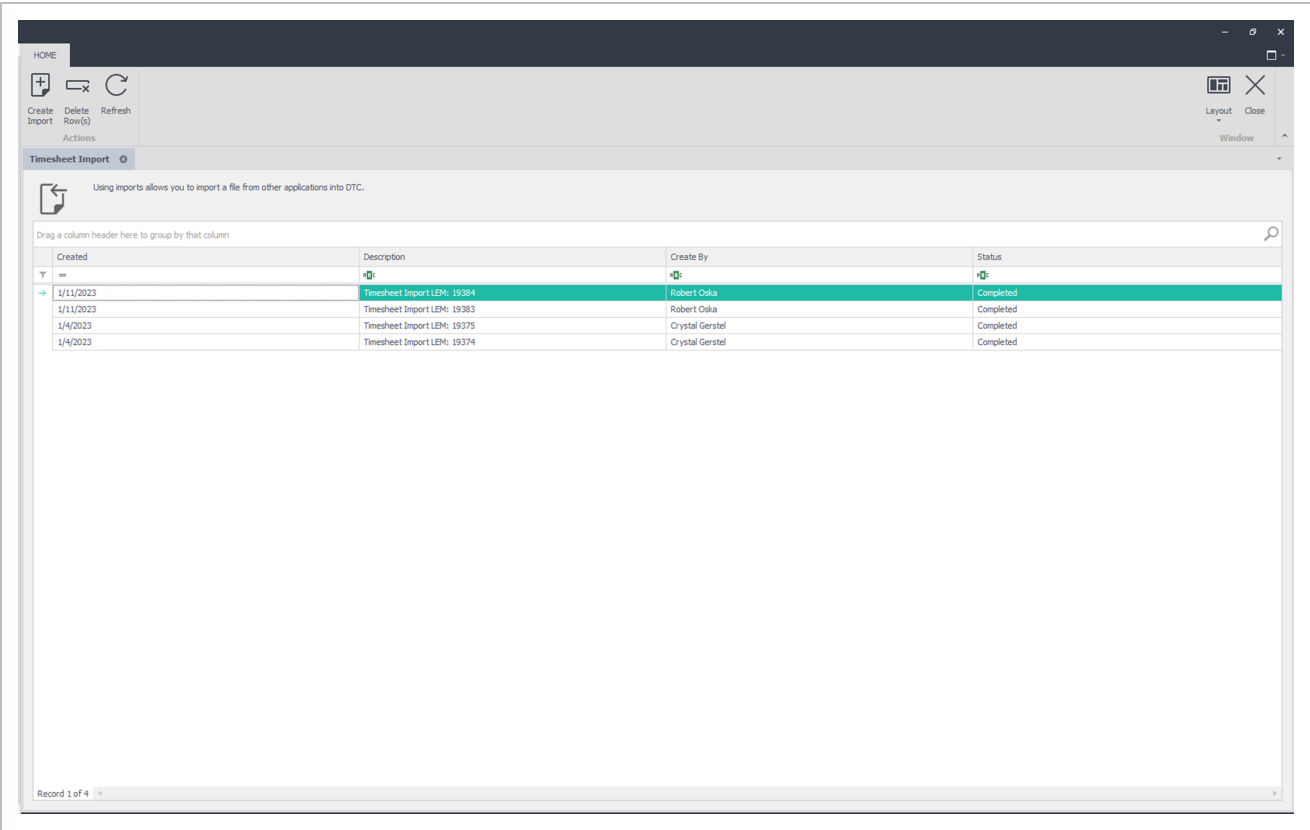 HOME
Create Import
Delete Row(s)
Refresh
Layout
Close
Actions
Window
Timesheet Import
Using imports allows you to import a file from other applications into DTC.
Drag a column header here to group by that column
Created Description Create By Status
=
1/11/2023 Timesheet Import LEM: 19384 Robert Oska Completed
1/11/2023 Timesheet Import LEM: 19383 Robert Oska Completed
1/4/2023 Timesheet Import LEM: 19375 Crystal Gerstel Completed
1/4/2023 Timesheet Import LEM: 19374 Crystal Gerstel Completed
Record 1 of 4